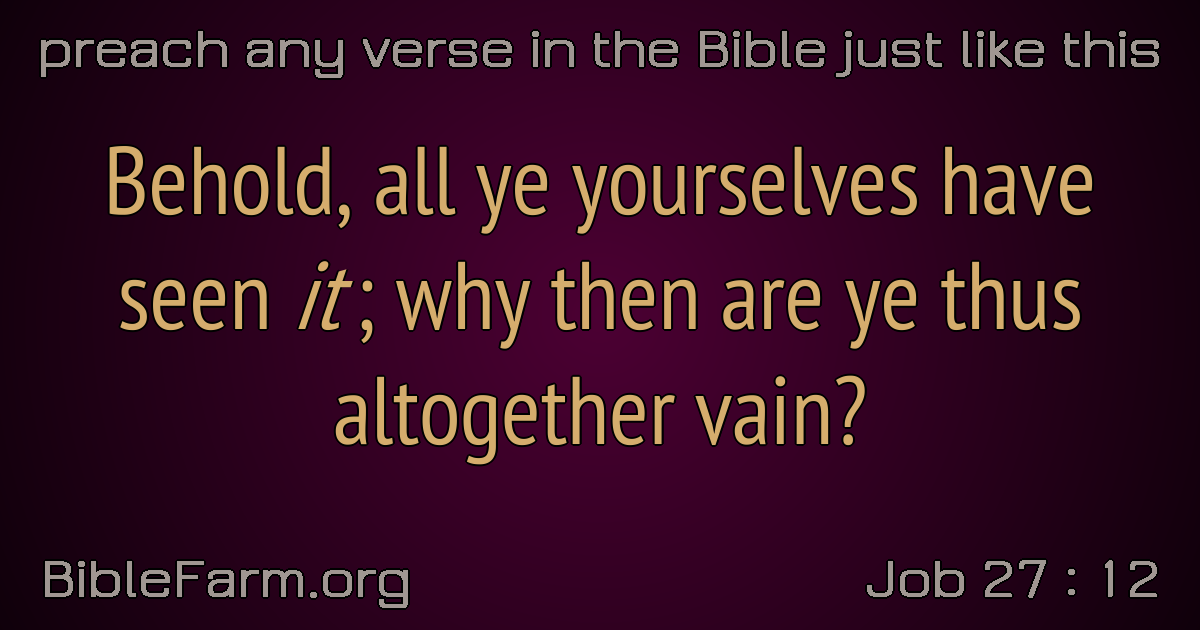 preach any verse in the Bible just like this
Behold, all ye yourselves have
seen it; why then are ye thus
altogether vain?
BibleFarm.org
Job 27 : 12